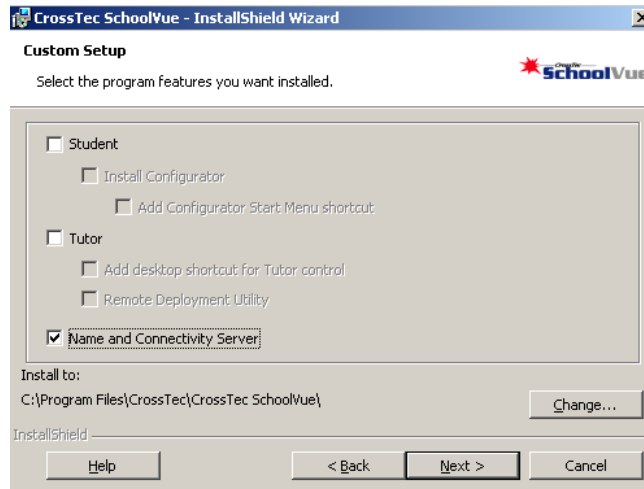 CrossTec SchoolVue - InstallShield Wizard
Custom Setup
Select the program features you want installed.
CrossTec
SchoolVue
Student
Install Configurator
Add Configurator Start Menu shortcut
Tutor
Add desktop shortcut for Tutor control
Remote Deployment Utility
Name and Connectivity Server
Install to:
C:\Program Files\CrossTec\CrossTec SchoolVue\
Change...
InstallShield
Help
< Back
Next >
Cancel